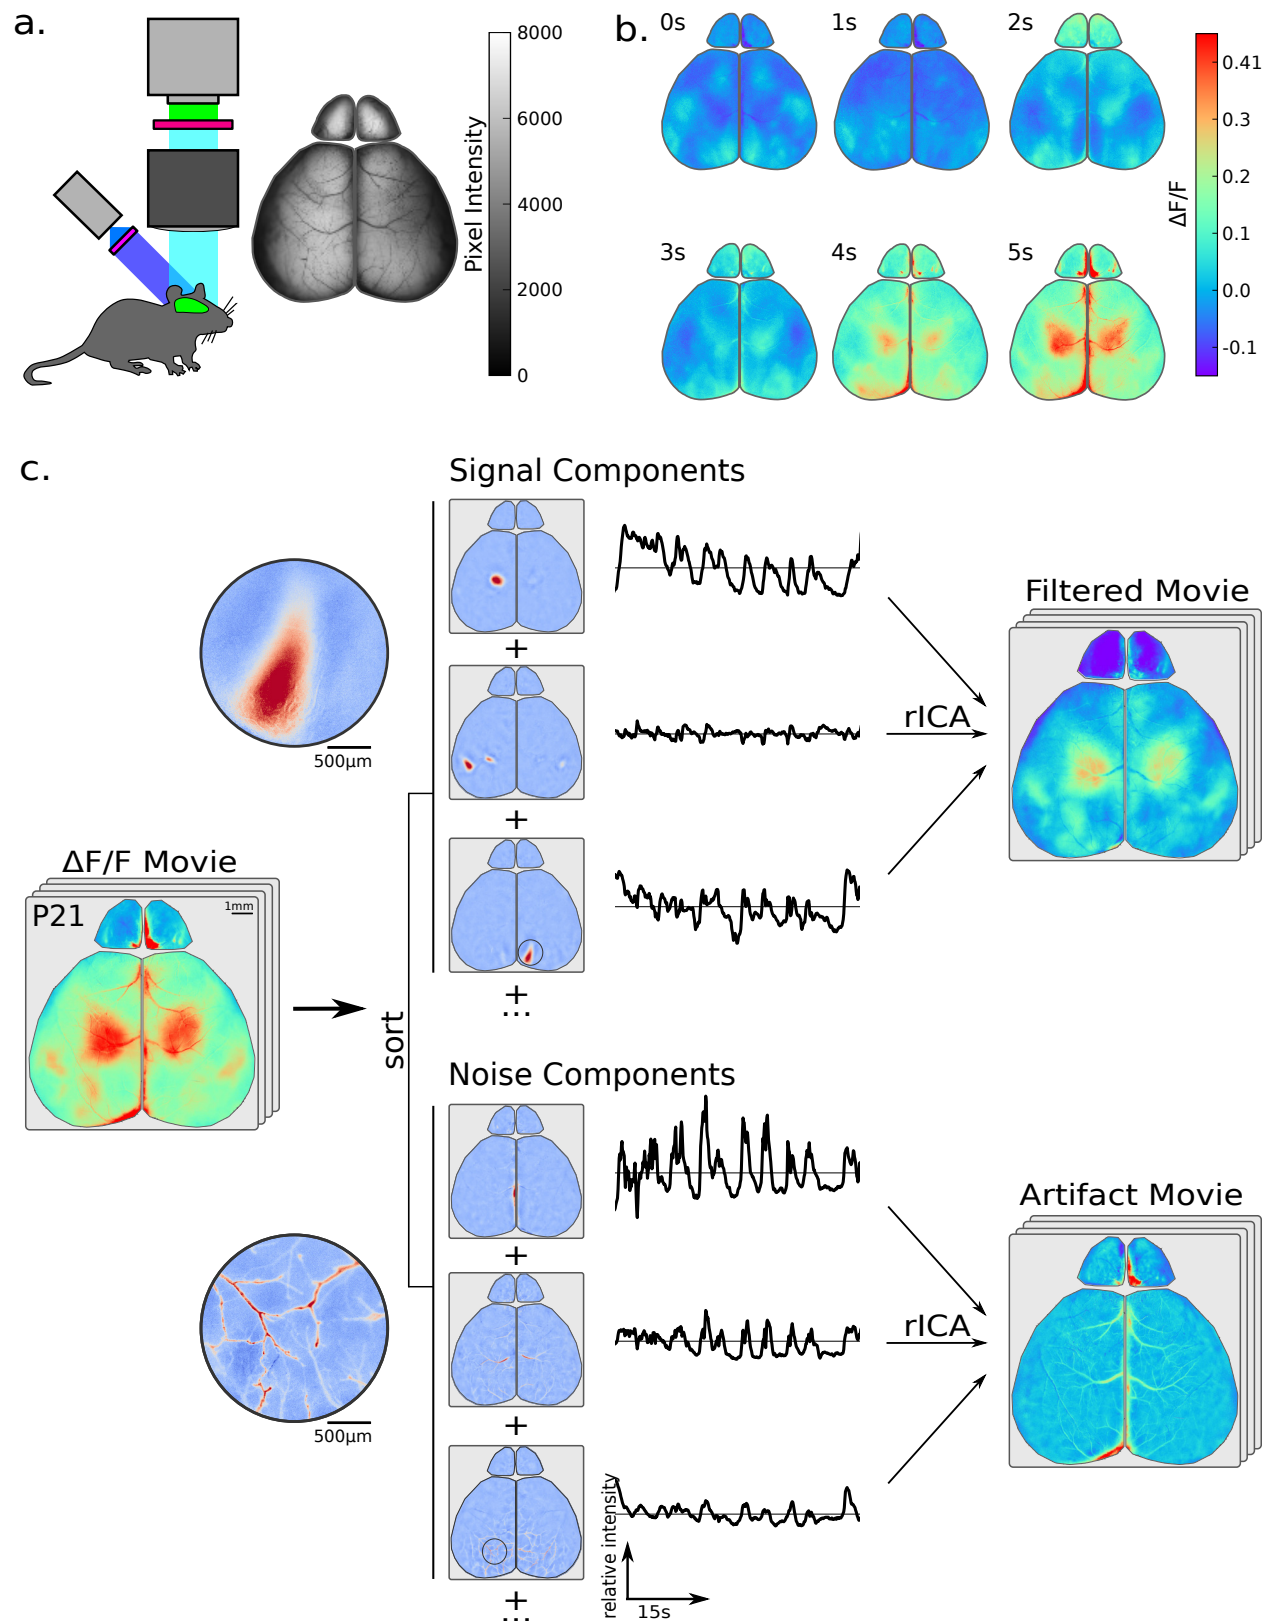 a.
Pixel Intensity
8000
6000
4000
2000
0
b.
0s
1s
2s
3s
4s
5s
ΔF/F
0.41
0.3
0.2
0.1
0.0
-0.1
c.
Signal Components
+
+
+
...
500μm
rICA
Filtered Movie
ΔF/F Movie
P21
1mm
sort
Noise Components
+
+
+
...
500μm
rICA
Artifact Movie
relative intensity
15s